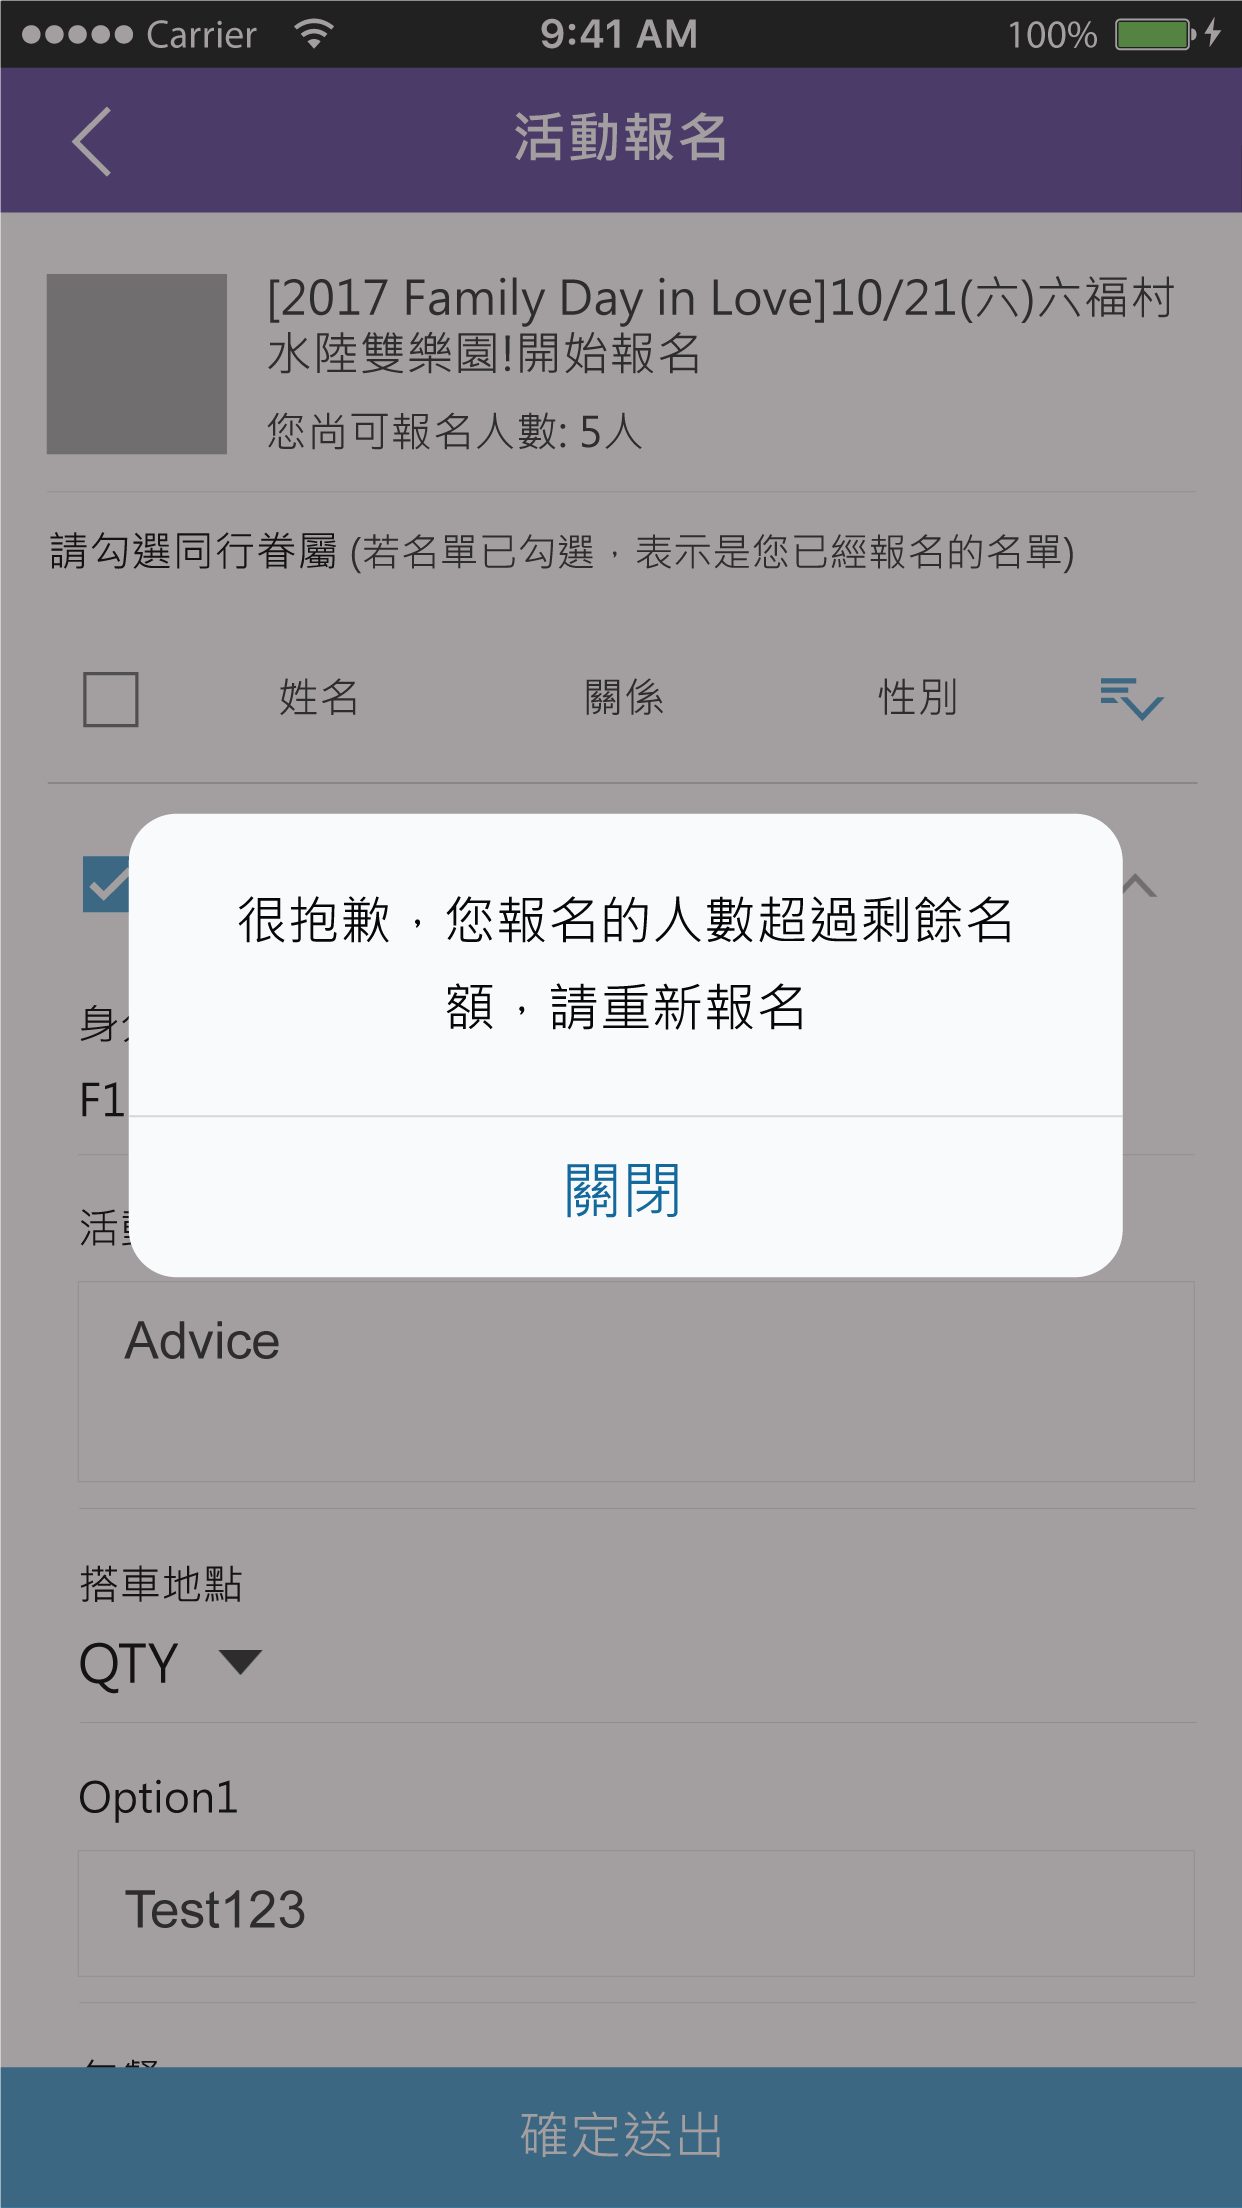 Carrier 9:41 AM 100%
活動報名
[2017 Family Day in Love]10/21(六)六福村
水陸雙樂園!開始報名
您尚可報名人數: 5人
請勾選同行眷屬 (若名單已勾選，表示是您已經報名的名單)
姓名 關係 性別
很抱歉，您報名的人數超過剩餘名
額，請重新報名
關閉
身
F1
活
Advice
搭車地點
QTY
Option1
Test123
確定送出